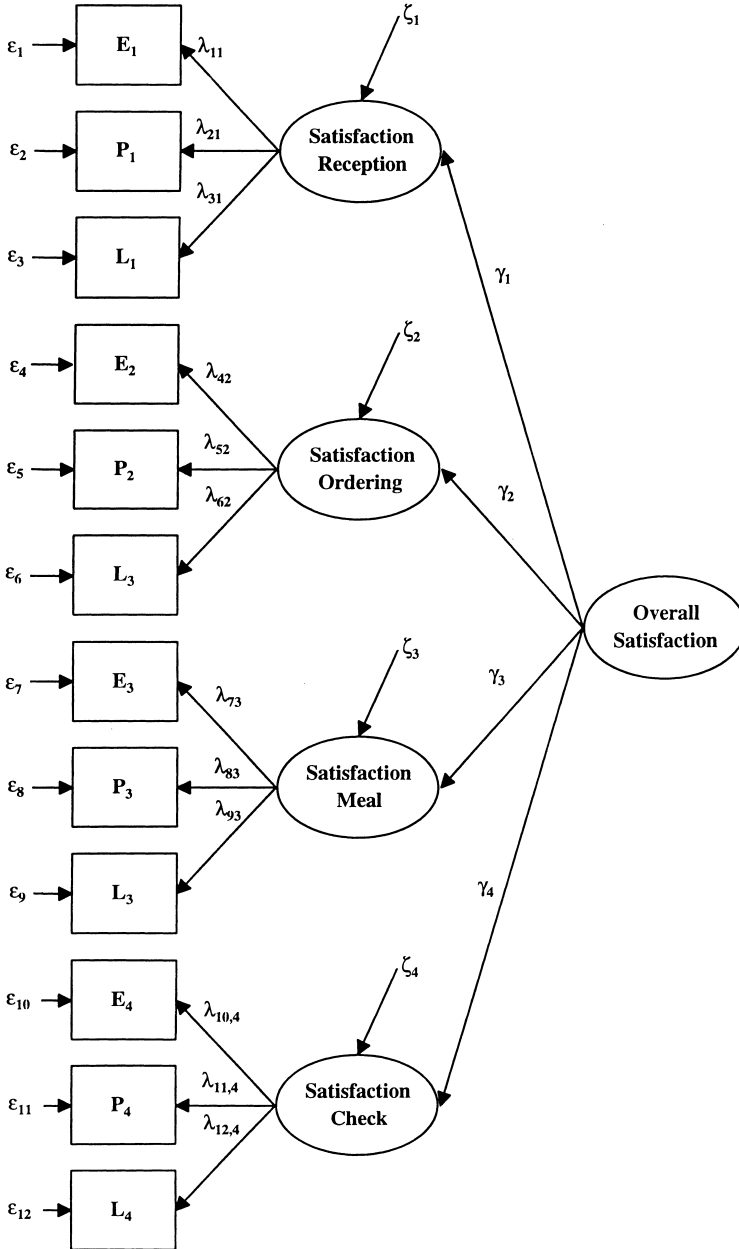 ζ₁
ε₁ E₁ λ₁₁
Satisfaction
Reception
ε₂ P₁ λ₂₁
λ₃₁
ε₃ L₁
γ₁
ζ₂
ε₄ E₂ λ₄₂
Satisfaction
Ordering
ε₅ P₂ λ₅₂
λ₆₂
γ₂
ε₆ L₃
Overall
Satisfaction
ζ₃
ε₇ E₃ λ₇₃
γ₃
Satisfaction
Meal
ε₈ P₃ λ₈₃
λ₉₃
ε₉ L₃
γ₄
ζ₄
ε₁₀ E₄ λ₁₀,₄
Satisfaction
Check
ε₁₁ P₄ λ₁₁,₄
λ₁₂,₄
ε₁₂ L₄